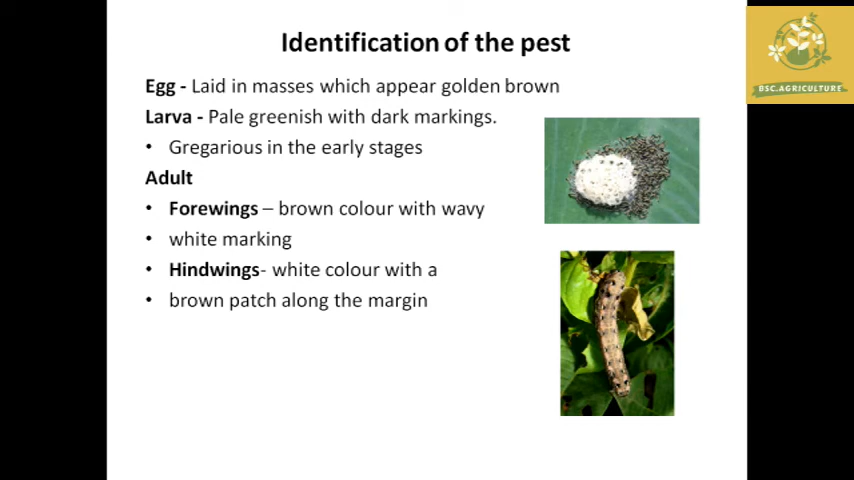 Identification of the pest
BSC.AGRICULTURE
Egg - Laid in masses which appear golden brown
Larva - Pale greenish with dark markings.
• Gregarious in the early stages
Adult
• Forewings – brown colour with wavy
• white marking
• Hindwings- white colour with a
• brown patch along the margin